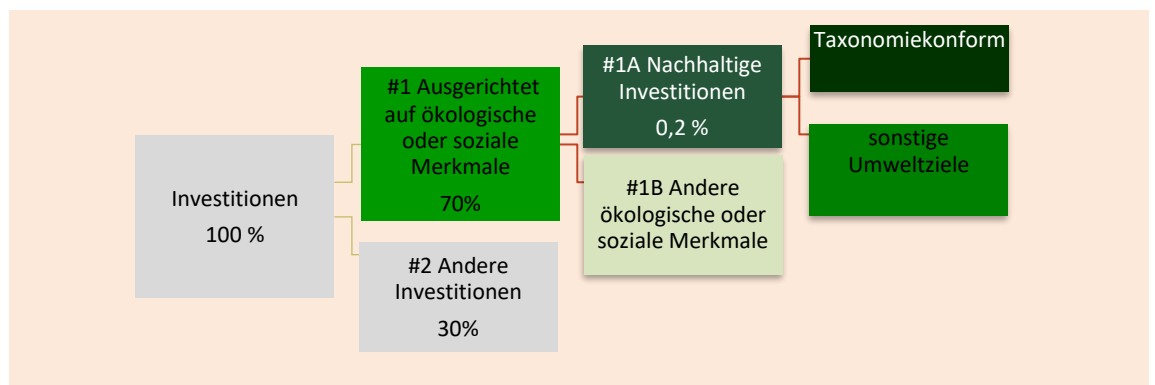 Investitionen
100 %
#1 Ausgerichtet
auf ökologische
oder soziale
Merkmale
70%
#2 Andere
Investitionen
30%
#1A Nachhaltige
Investitionen
0,2 %
#1B Andere
ökologische oder
soziale Merkmale
Taxonomiekonform
sonstige
Umweltziele